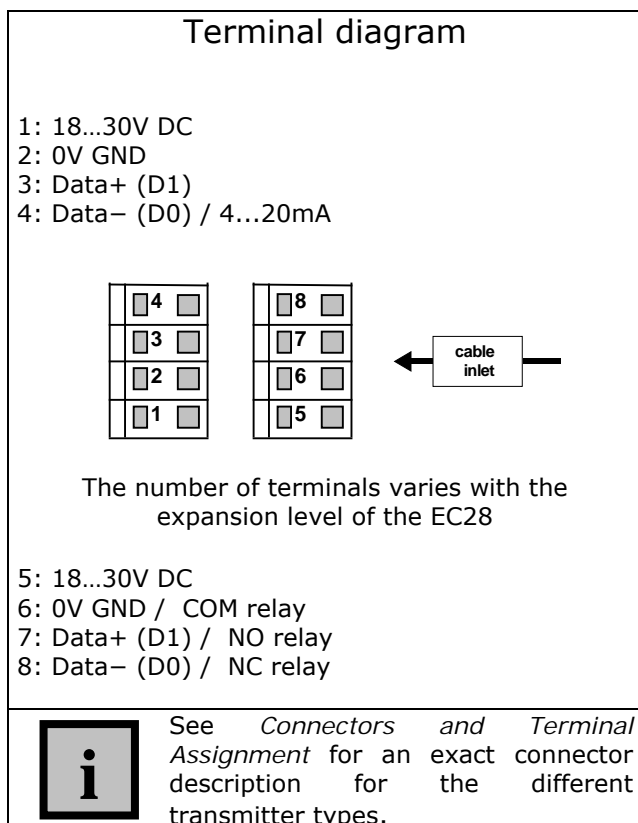 Terminal diagram
1: 18...30V DC
2: 0V GND
3: Data+ (D1)
4: Data− (D0) / 4...20mA
4 8
3 7
2 6
1 5
cable
inlet
The number of terminals varies with the
expansion level of the EC28
5: 18…30V DC
6: 0V GND / COM relay
7: Data+ (D1) / NO relay
8: Data− (D0) / NC relay
i
See Connectors and Terminal
Assignment for an exact connector
description for the different
transmitter types.